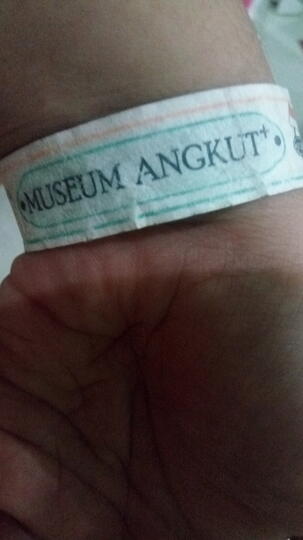 • MUSEUM ANGKUT+ •